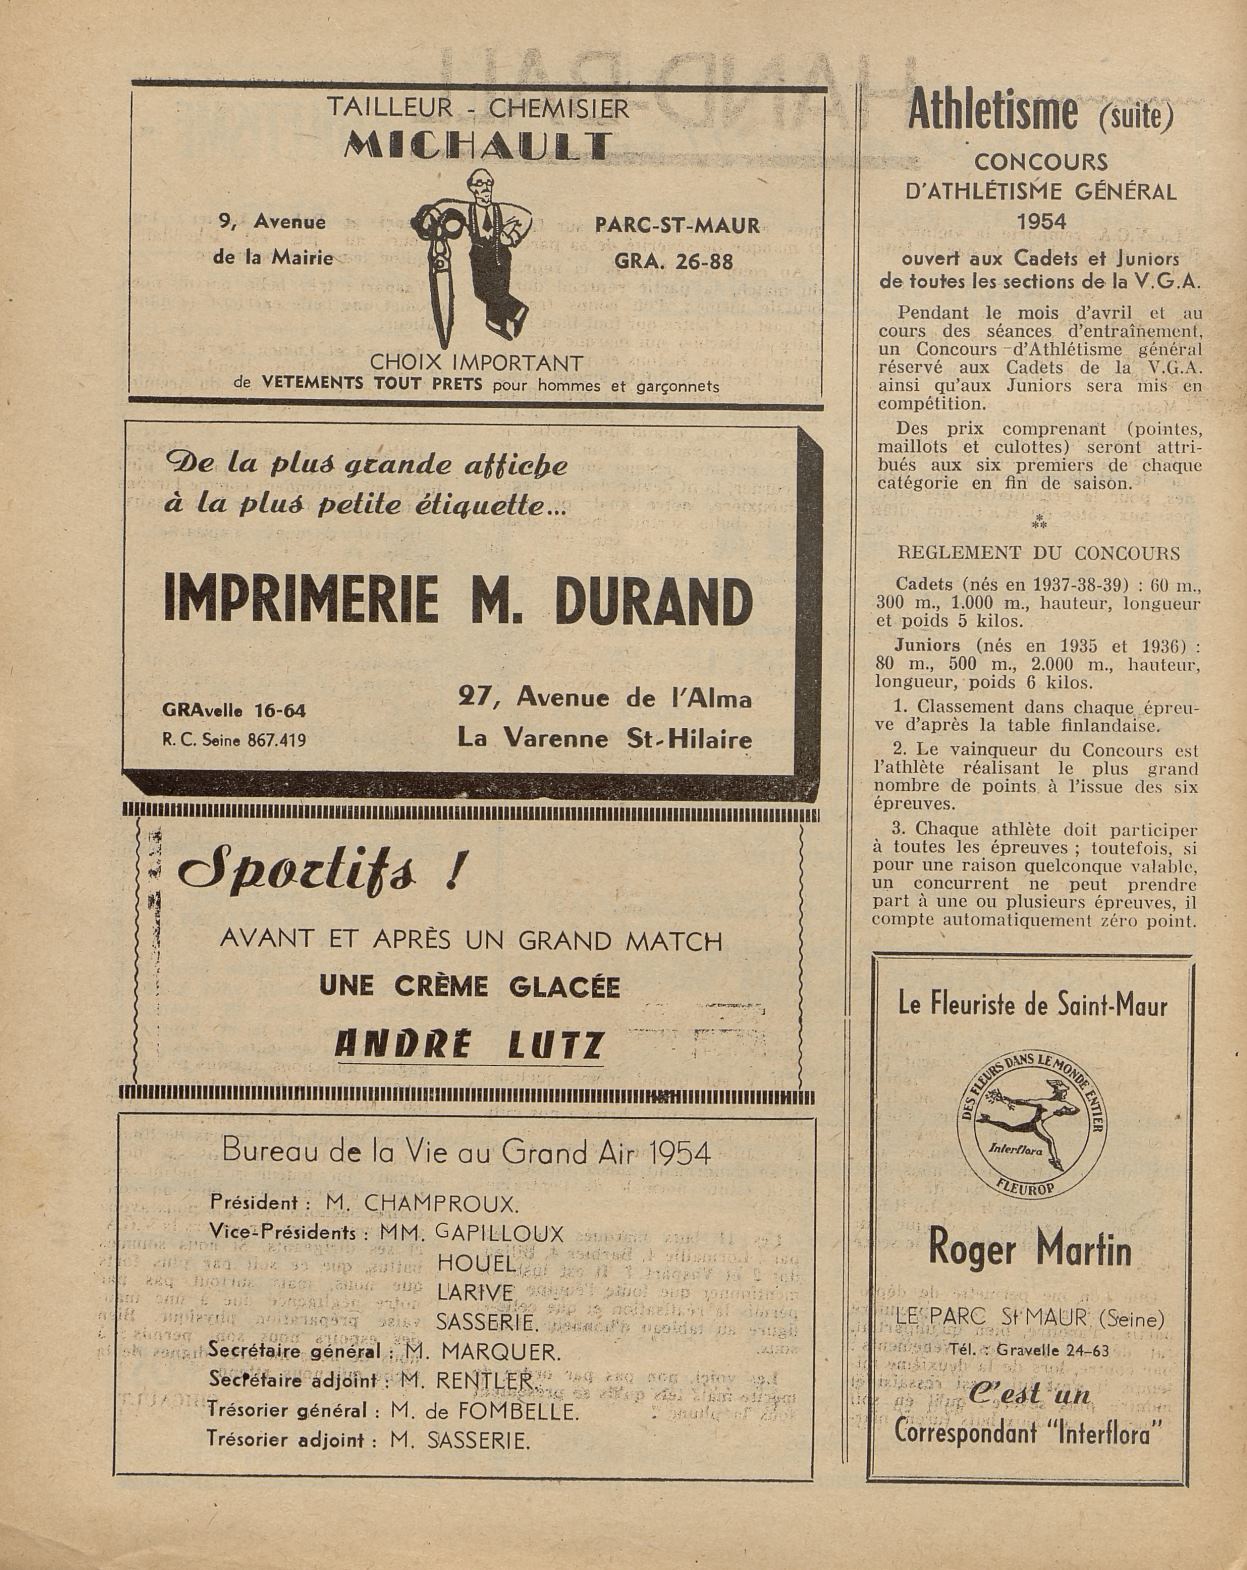 TAILLEUR - CHEMISIER
MICHAULT
9, Avenue
de la Mairie
PARC-ST-MAUR
GRA. 26-88
CHOIX IMPORTANT
de VETEMENTS TOUT PRETS pour hommes et garçonnets
De la plus grande affiche
à la plus petite étiquette...
IMPRIMERIE M. DURAND
GRAvelle 16-64
R. C. Seine 867.419
27, Avenue de l'Alma
La Varenne St-Hilaire
Sportifs !
AVANT ET APRÈS UN GRAND MATCH
UNE CRÈME GLACÉE
ANDRÉ LUTZ
Bureau de la Vie au Grand Air 1954
Président : M. CHAMPROUX.
Vice-Présidents : MM. GAPILLOUX
HOUEL
LARIVE
SASSERIE.
Secrétaire général : M. MARQUER.
Secrétaire adjoint : M. RENTLER.
Trésorier général : M. de FOMBELLE.
Trésorier adjoint : M. SASSERIE.
Athletisme (suite)
CONCOURS
D'ATHLÉTISME GÉNÉRAL
1954
ouvert aux Cadets et Juniors
de toutes les sections de la V.G.A.
Pendant le mois d'avril et au
cours des séances d'entraînement,
un Concours d'Athlétisme général
réservé aux Cadets de la V.G.A.
ainsi qu'aux Juniors sera mis en
compétition.
Des prix comprenant (pointes,
maillots et culottes) seront attri-
bués aux six premiers de chaque
catégorie en fin de saison.
***
REGLEMENT DU CONCOURS
Cadets (nés en 1937-38-39) : 60 m.,
300 m., 1.000 m., hauteur, longueur
et poids 5 kilos.
Juniors (nés en 1935 et 1936) :
80 m., 500 m., 2.000 m., hauteur,
longueur, poids 6 kilos.
1. Classement dans chaque épreu-
ve d'après la table finlandaise.
2. Le vainqueur du Concours est
l'athlète réalisant le plus grand
nombre de points à l'issue des six
épreuves.
3. Chaque athlète doit participer
à toutes les épreuves ; toutefois, si
pour une raison quelconque valable,
un concurrent ne peut prendre
part à une ou plusieurs épreuves, il
compte automatiquement zéro point.
Le Fleuriste de Saint-Maur
DES FLEURS DANS LE MONDE ENTIER
Interflora
FLEUROP
Roger Martin
LE PARC St MAUR (Seine)
Tél. : Gravelle 24-63
C'est un
Correspondant "Interflora"